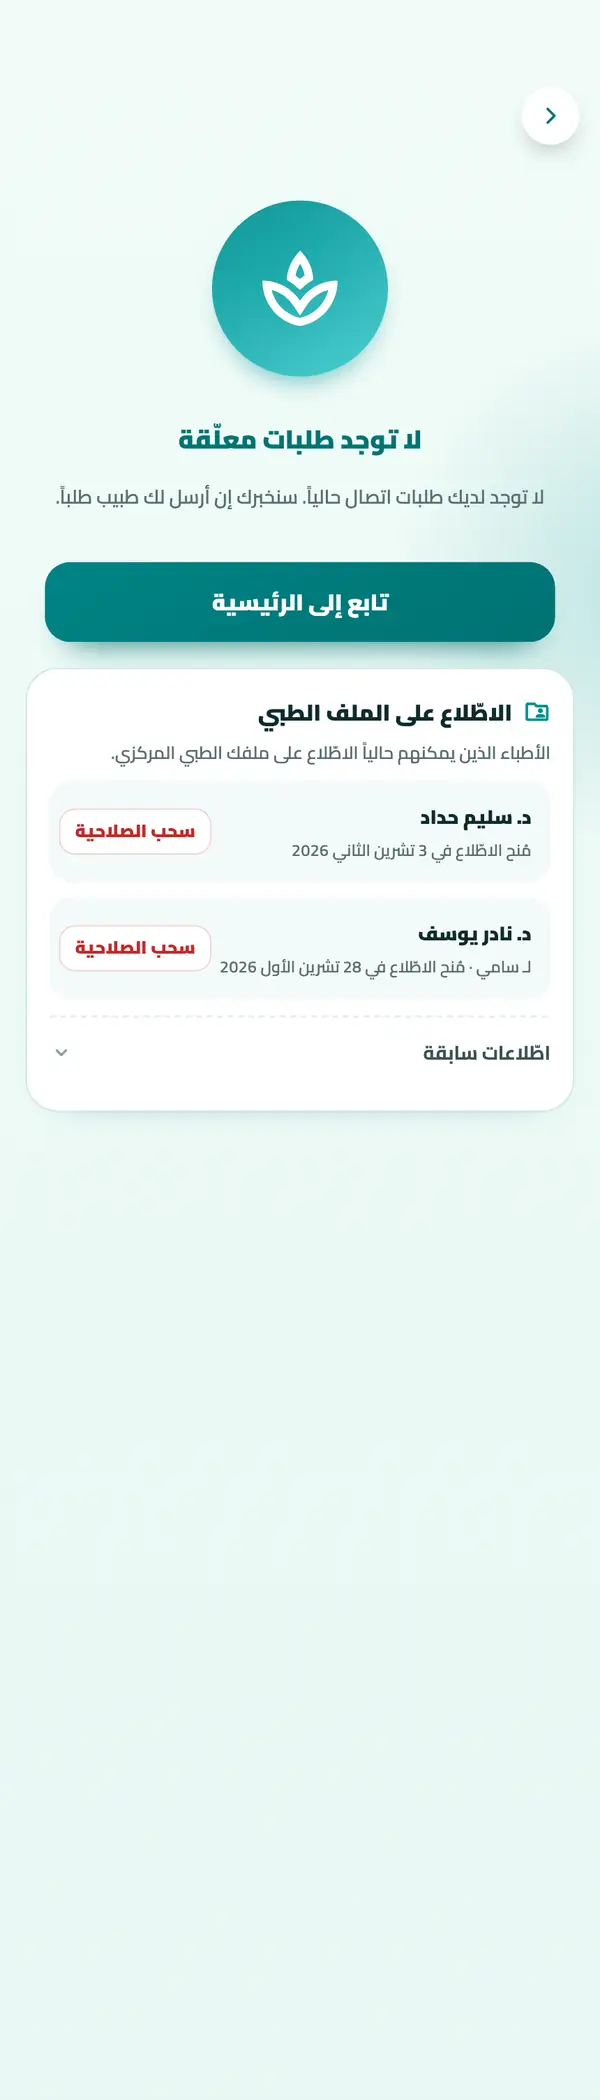 لا توجد طلبات معلّقة
لا توجد لديك طلبات اتصال حالياً. سنخبرك إن أرسل لك طبيب طلباً.
تابع إلى الرئيسية
الاطّلاع على الملف الطبي
الأطباء الذين يمكنهم حالياً الاطّلاع على ملفك الطبي المركزي.
د. سليم حداد
مُنح الاطّلاع في 3 تشرين الثاني 2026
سحب الصلاحية
د. نادر يوسف
لـ سامي · مُنح الاطّلاع في 28 تشرين الأول 2026
سحب الصلاحية
اطّلاعات سابقة